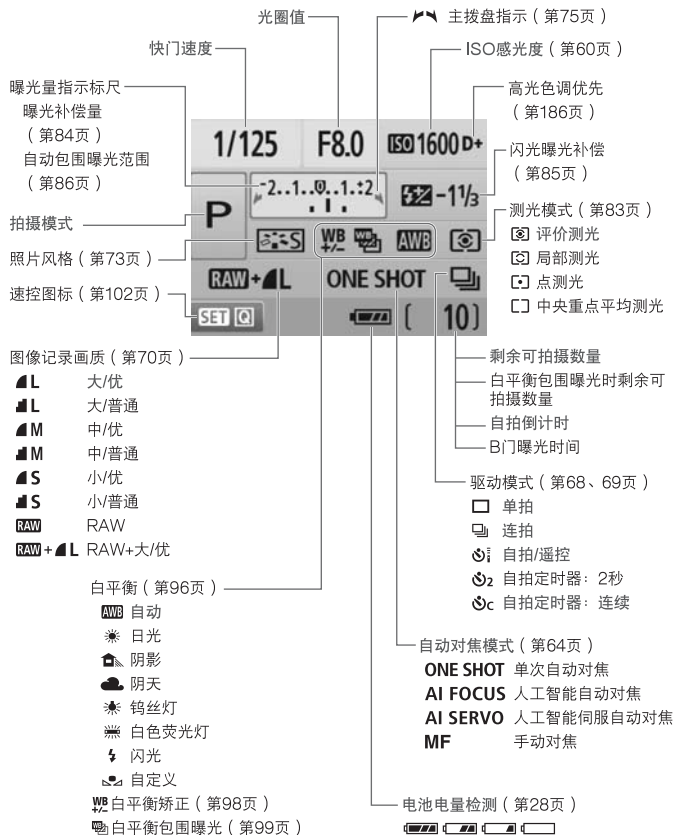 光圈值
主拨盘指示（第75页）
快门速度
ISO感光度（第60页）
曝光量指示标尺
曝光补偿量
（第84页）
自动包围曝光范围
（第86页）
高光色调优先
（第186页）
1/125 F8.0 ISO 1600 D+
闪光曝光补偿
（第85页）
-2..1..0..1.:2
-1 1/3
拍摄模式
P
测光模式（第83页）
评价测光
局部测光
点测光
中央重点平均测光
照片风格（第73页）
S WB +/- AWB
速控图标（第102页）
RAW+L ONE SHOT
SET Q [ 10]
图像记录画质（第70页）
L 大/优
L 大/普通
M 中/优
M 中/普通
S 小/优
S 小/普通
RAW RAW
RAW+L RAW+大/优
剩余可拍摄数量
白平衡包围曝光时剩余可
拍摄数量
自拍倒计时
B门曝光时间
驱动模式（第68、69页）
单拍
连拍
自拍/遥控
2 自拍定时器：2秒
C 自拍定时器：连续
白平衡（第96页）
AWB 自动
日光
阴影
阴天
钨丝灯
白色荧光灯
闪光
自定义
WB +/- 白平衡矫正（第98页）
白平衡包围曝光（第99页）
自动对焦模式（第64页）
ONE SHOT 单次自动对焦
AI FOCUS 人工智能自动对焦
AI SERVO 人工智能伺服自动对焦
MF 手动对焦
电池电量检测（第28页）